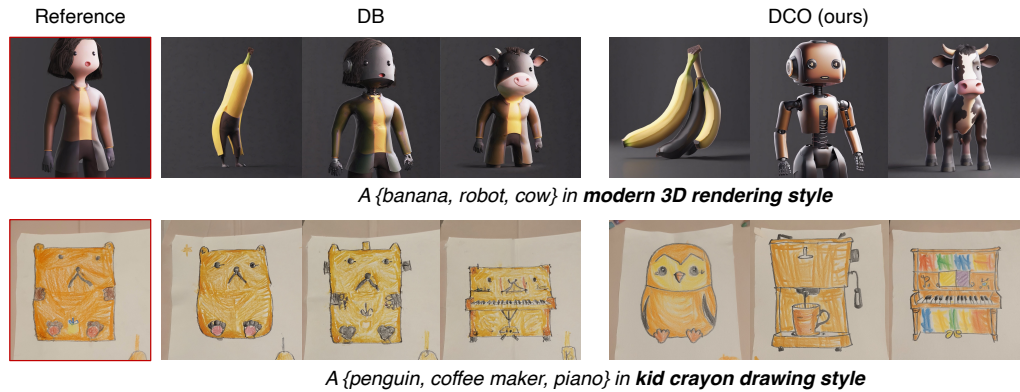 Reference DB DCO (ours)
A {banana, robot, cow} in modern 3D rendering style
A {penguin, coffee maker, piano} in kid crayon drawing style